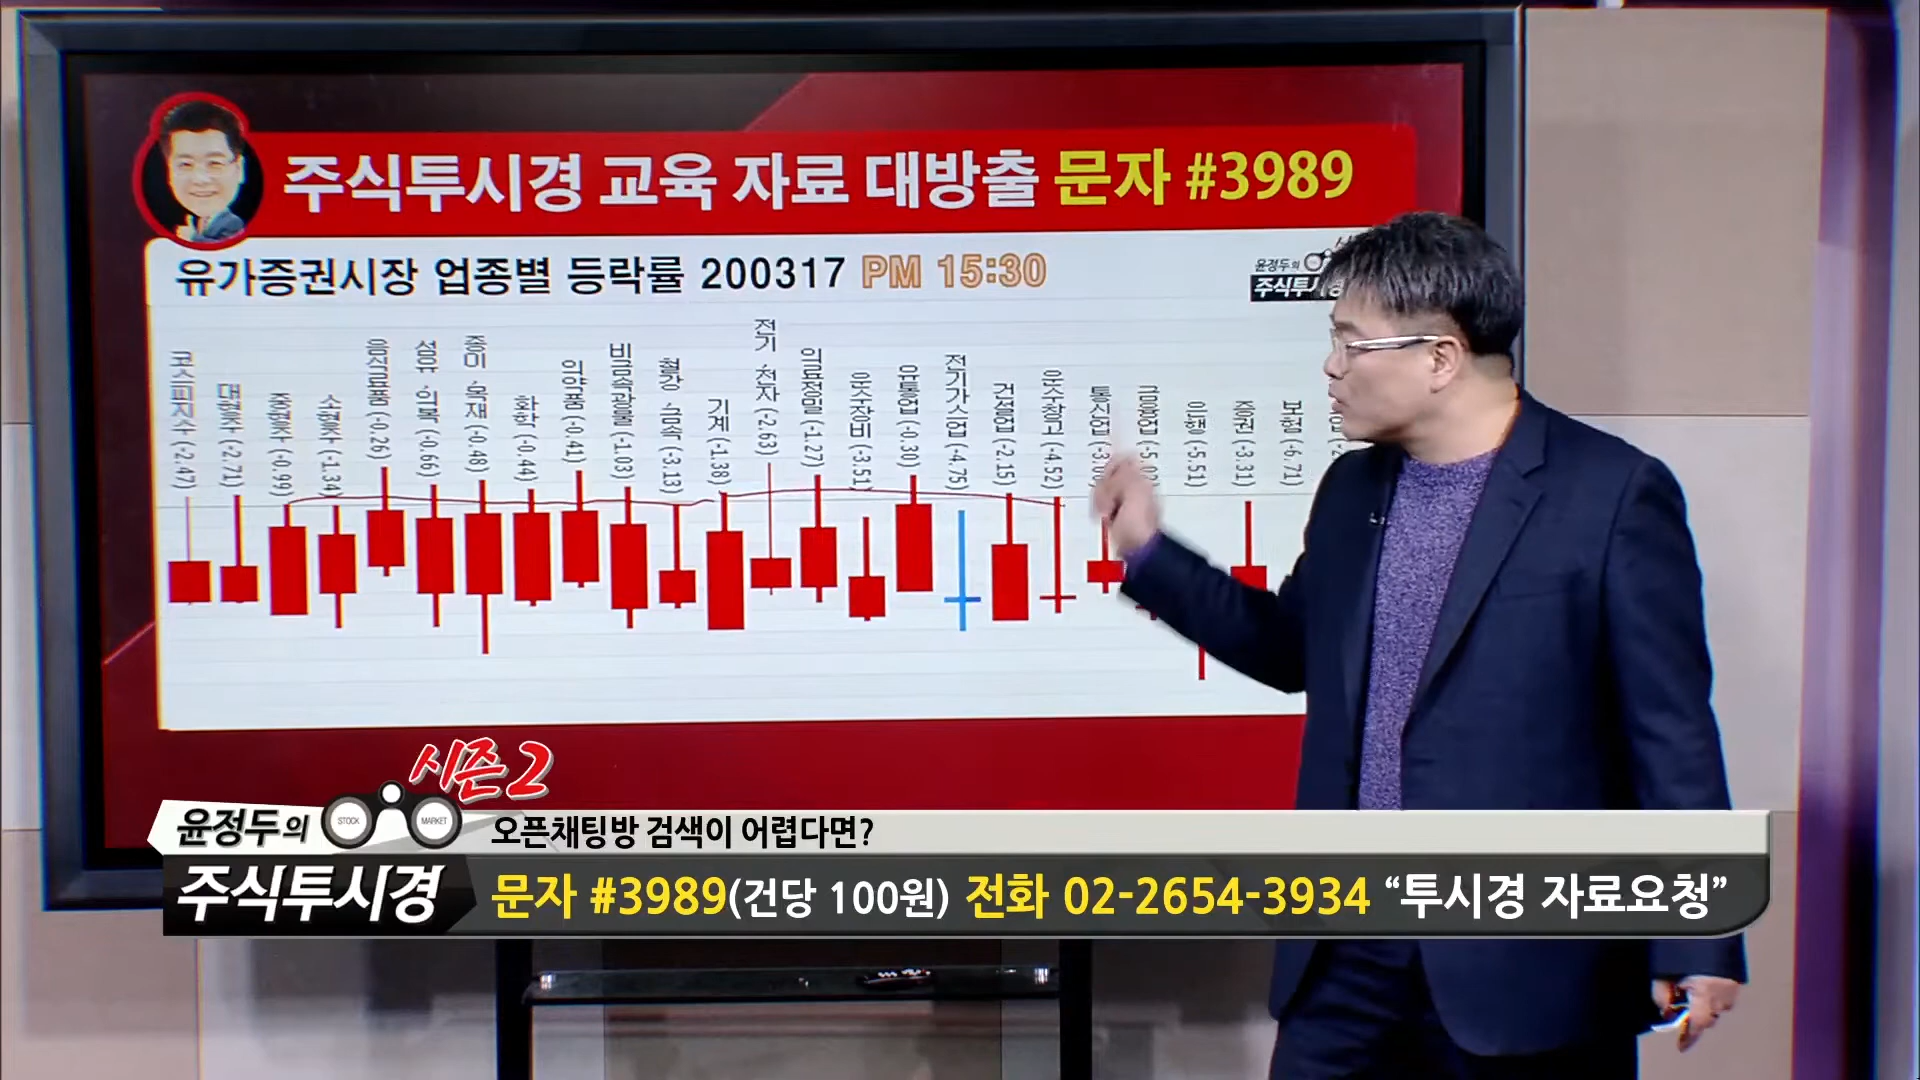 주식투시경 교육 자료 대방출 문자 #3989
유가증권시장 업종별 등락률 200317 PM 15:30
윤정두의
주식투시경
코스피지수 (-2.47)
대형주 (-2.71)
중형주 (-0.99)
소형주 (-1.34)
음식료품 (-0.26)
섬유·의복 (-0.66)
종이·목재 (-0.48)
화학 (-0.44)
의약품 (-0.41)
비금속광물 (-1.03)
철강·금속 (-3.13)
기계 (-1.38)
전기·전자 (-2.63)
의료정밀 (-1.27)
운수장비 (-3.51)
유통업 (-0.30)
전기가스업 (-4.75)
건설업 (-2.15)
운수창고 (-4.52)
통신업
금융업
은행 (-5.51)
증권 (-3.31)
보험 (-6.71)
시즌2
윤정두의 STOCK MARKET
주식투시경
오픈채팅방 검색이 어렵다면?
문자 #3989(건당 100원) 전화 02-2654-3934 “투시경 자료요청”